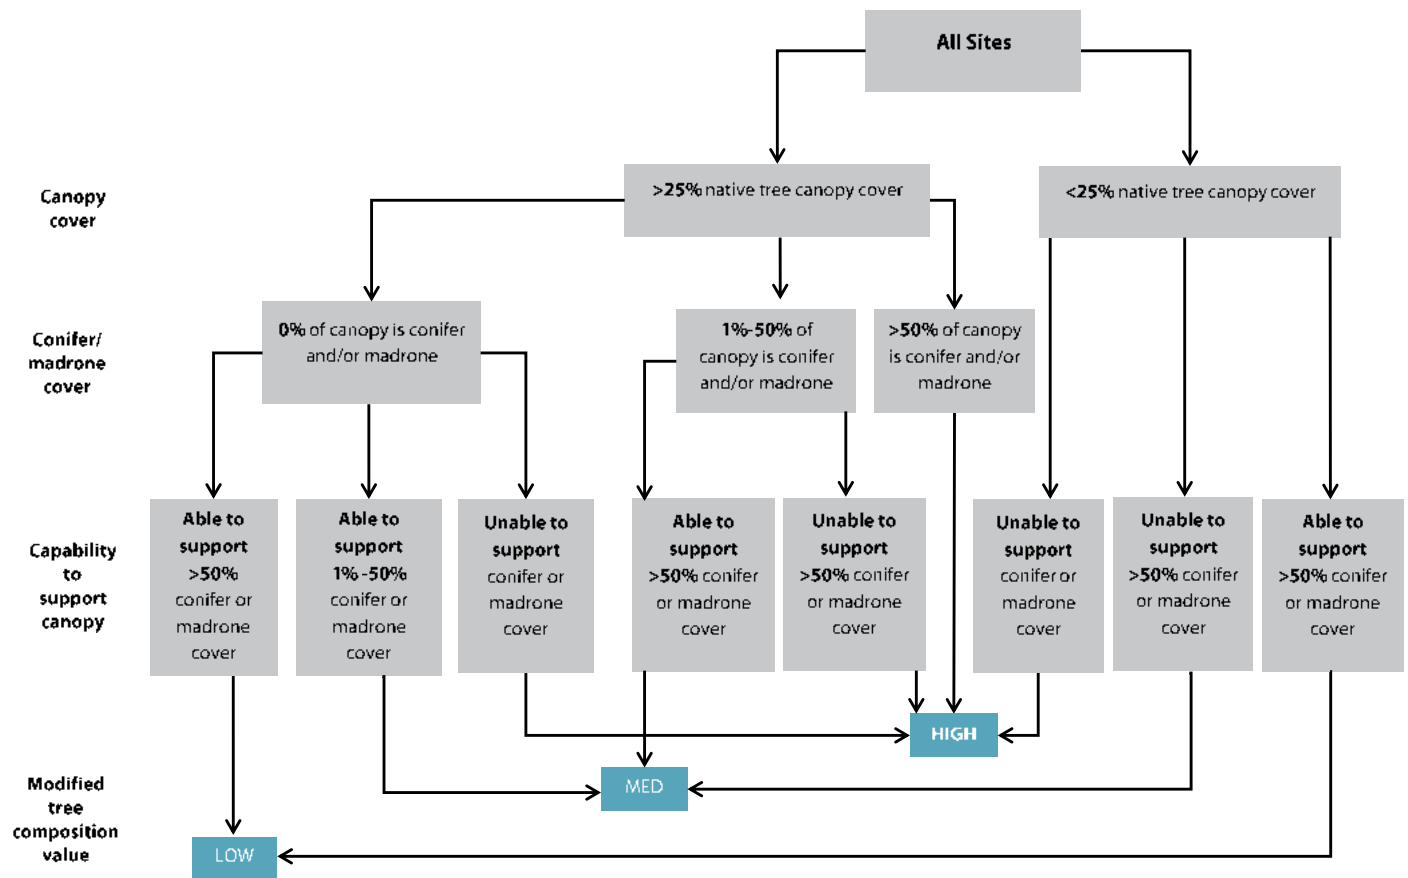 All Sites
Canopy
cover
>25% native tree canopy cover
<25% native tree canopy cover
Conifer/
madrone
cover
0% of canopy is conifer
and/or madrone
1%-50% of
canopy is conifer
and/or madrone
>50% of canopy
is conifer and/or
madrone
Capability
to
support
canopy
Able to
support
>50%
conifer or
madrone
cover
Able to
support
1%-50%
conifer or
madrone
cover
Unable to
support
conifer or
madrone
cover
Able to
support
>50% conifer
or madrone
cover
Unable to
support
>50% conifer
or madrone
cover
Unable to
support
conifer or
madrone
cover
Unable to
support
>50% conifer
or madrone
cover
Able to
support
>50% conifer
or madrone
cover
Modified
tree
composition
value
HIGH
MED
LOW